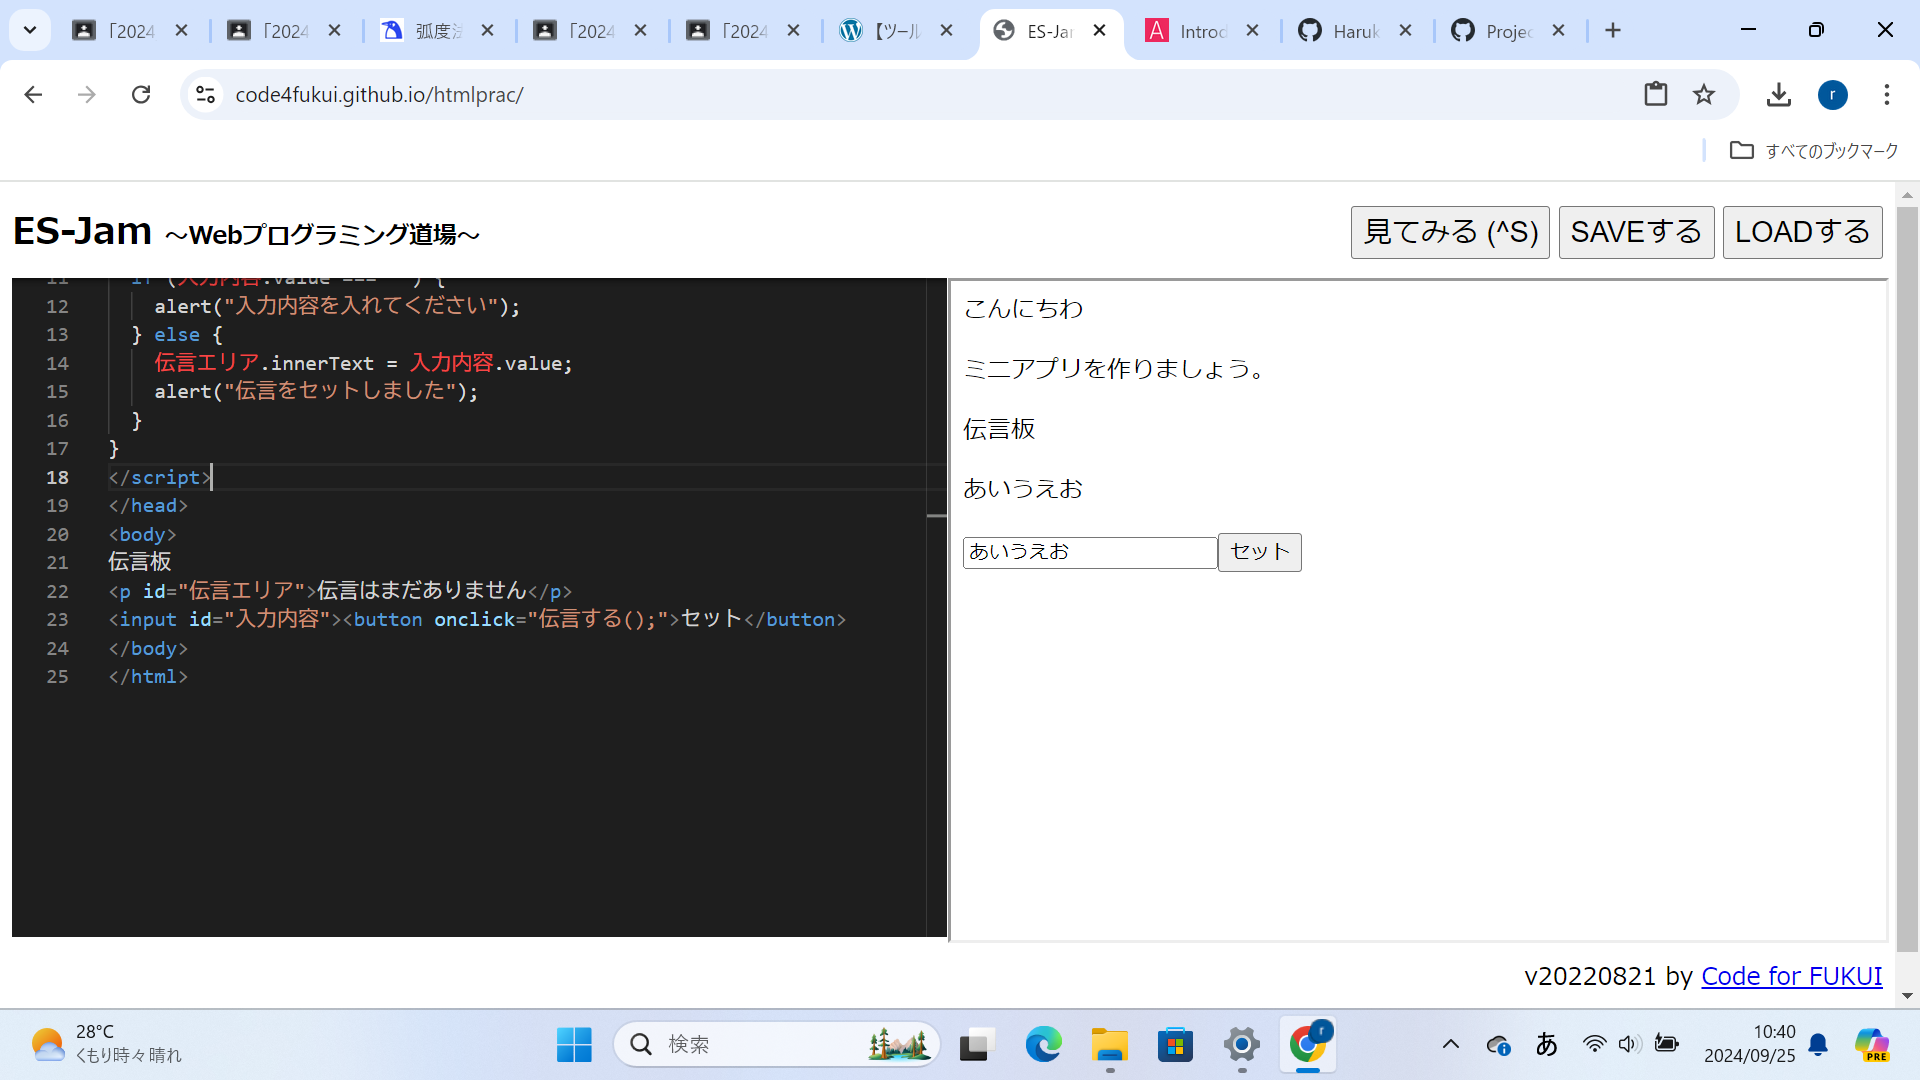 「2024
「2024
弧度法
「2024
「2024
【ツール
ES-Jam
Introd
Haruk
Projec
code4fukui.github.io/htmlprac/
r
すべてのブックマーク
ES-Jam ～Webプログラミング道場～
見てみる (^S)
SAVEする
LOADする
12 alert("入力内容を入れてください");
13 } else {
14 伝言エリア.innerText = 入力内容.value;
15 alert("伝言をセットしました");
16 }
17 }
18 </script>
19 </head>
20 <body>
21 伝言板
22 <p id="伝言エリア">伝言はまだありません</p>
23 <input id="入力内容"><button onclick="伝言する();">セット</button>
24 </body>
25 </html>
こんにちわ
ミニアプリを作りましょう。
伝言板
あいうえお
あいうえお
セット
v20220821 by Code for FUKUI
28°C
くもり時々晴れ
検索
r
あ
10:40
2024/09/25
PRE